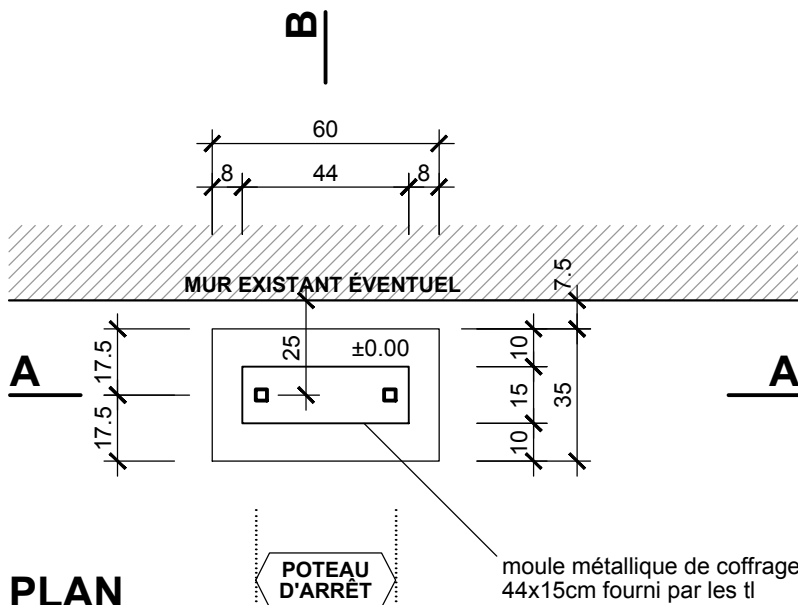 B
60
8
44
8
MUR EXISTANT ÉVENTUEL
7.5
A
17.5
17.5
25
±0.00
10
15
10
35
A
POTEAU
D'ARRÊT
PLAN
moule métallique de coffrage
44x15cm fourni par les tl